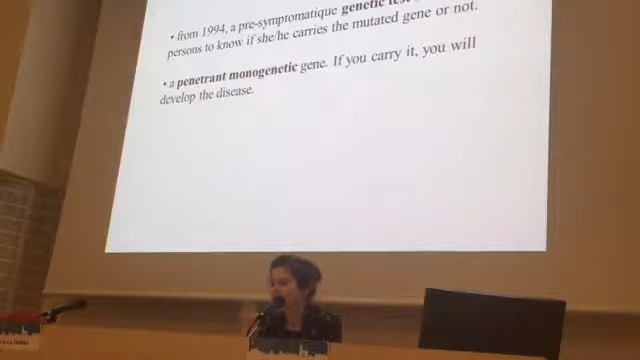 • from 1994, a pre-symptomatique genetic test
persons to know if she/he carries the mutated gene or not.
• a penetrant monogenetic gene. If you carry it, you will
develop the disease.